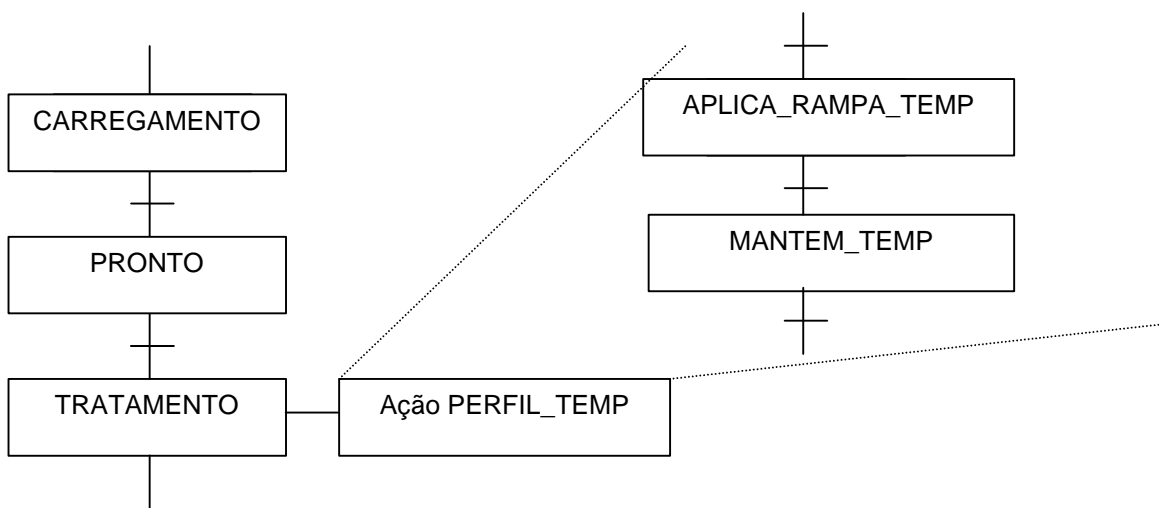 CARREGAMENTO
PRONTO
TRATAMENTO
Ação PERFIL_TEMP
APLICA_RAMPA_TEMP
MANTEM_TEMP